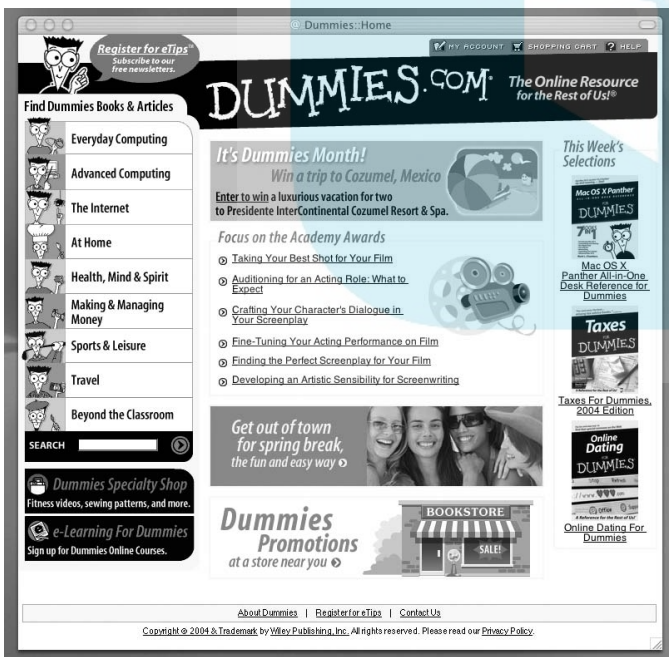 Dummies::Home
Register for eTips
Subscribe to our
free newsletters.
MY ACCOUNT SHOPPING CART ? HELP
DUMMIES.COM®
The Online Resource
for the Rest of Us!®
Find Dummies Books & Articles
Everyday Computing
Advanced Computing
The Internet
At Home
Health, Mind & Spirit
Making & Managing
Money
Sports & Leisure
Travel
Beyond the Classroom
SEARCH
Dummies Specialty Shop
Fitness videos, sewing patterns, and more.
e-Learning For Dummies
Sign up for Dummies Online Courses.
It's Dummies Month!
Win a trip to Cozumel, Mexico
Enter to win a luxurious vacation for two
to Presidente InterContinental Cozumel Resort & Spa.
Focus on the Academy Awards
Taking Your Best Shot for Your Film
Auditioning for an Acting Role: What to
Expect
Crafting Your Character's Dialogue in
Your Screenplay
Fine-Tuning Your Acting Performance on Film
Finding the Perfect Screenplay for Your Film
Developing an Artistic Sensibility for Screenwriting
Get out of town
for spring break,
the fun and easy way
Dummies
Promotions
at a store near you
BOOKSTORE
SALE!
This Week's
Selections
Mac OS X Panther
DUMMIES
Mac OS X
Panther All-in-One
Desk Reference for
Dummies
Taxes
FOR
DUMMIES
Taxes For Dummies,
2004 Edition
Online
Dating
FOR
DUMMIES
A Reference for the Rest of Us!
Online Dating For
Dummies
About Dummies | Register for eTips | Contact Us
Copyright © 2004 & Trademark by Wiley Publishing, Inc. All rights reserved. Please read our Privacy Policy.